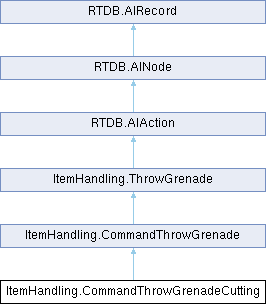 RTDB.AIRecord
RTDB.AINode
RTDB.AIAction
ItemHandling.ThrowGrenade
ItemHandling.CommandThrowGrenade
ItemHandling.CommandThrowGrenadeCutting